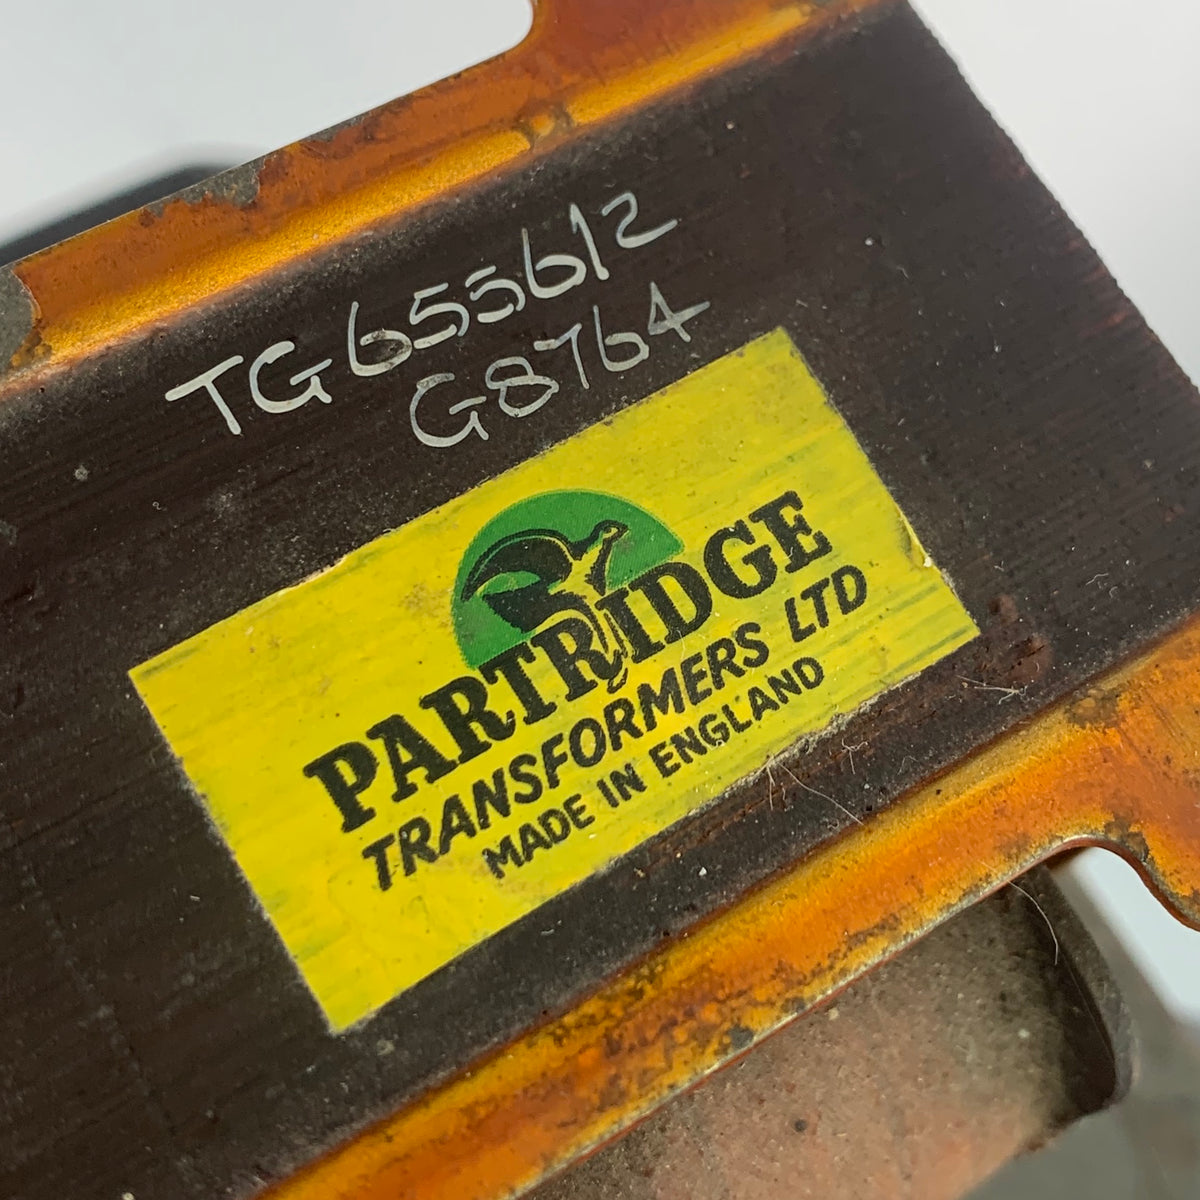 TG655612
G8764
PARTRIDGE
TRANSFORMERS LTD
MADE IN ENGLAND